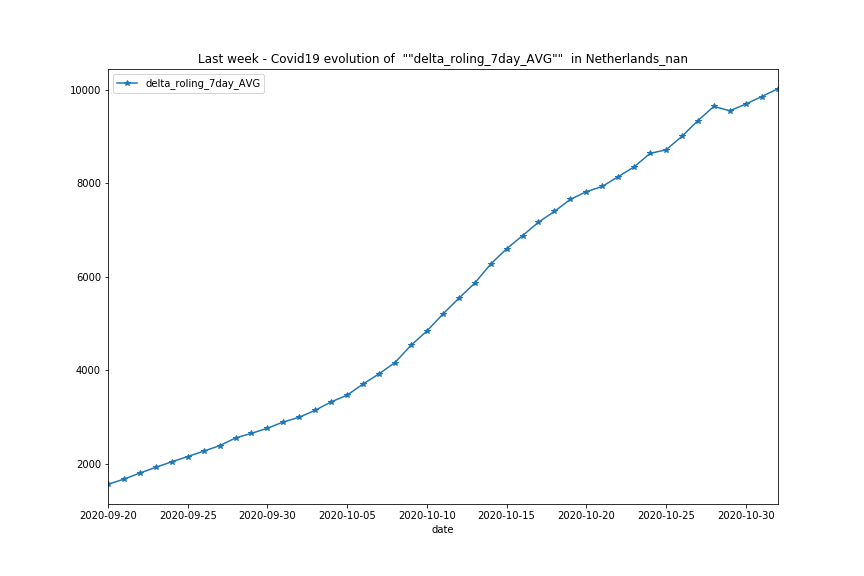 Last week - Covid19 evolution of  ""delta_roling_7day_AVG""  in Netherlands_nan
delta_roling_7day_AVG
10000
8000
6000
4000
2000
2020-09-20 2020-09-25 2020-09-30 2020-10-05 2020-10-10 2020-10-15 2020-10-20 2020-10-25 2020-10-30
date